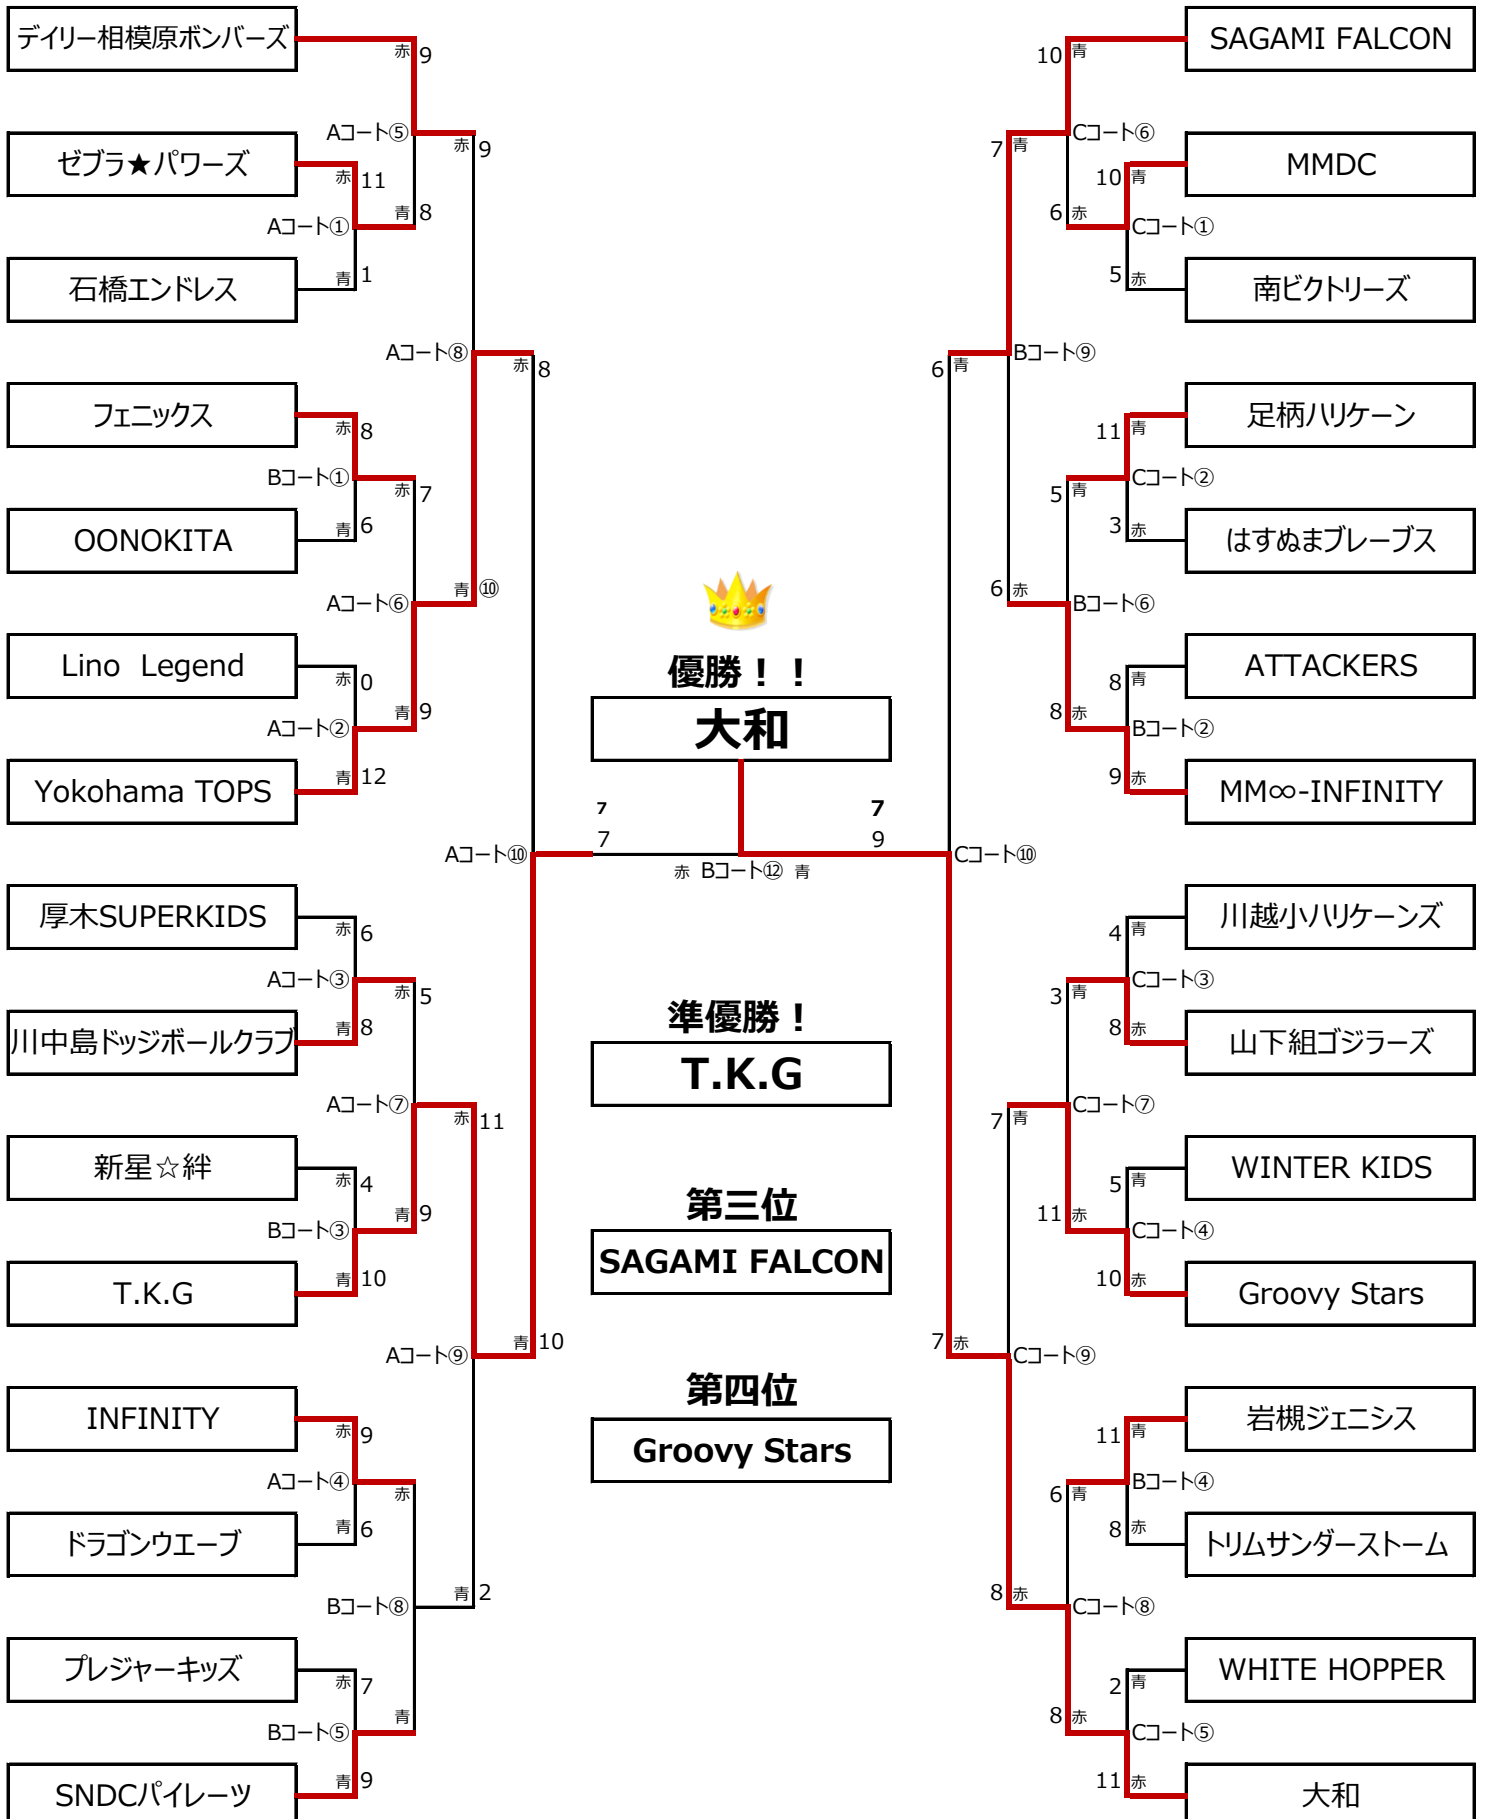 デイリー相模原ボンバーズ
赤 9
Aコート⑤
赤 9
ゼブラ★パワーズ
赤 11
青 8
Aコート①
石橋エンドレス
青 1
Aコート⑧
赤 8
フェニックス
赤 8
Bコート①
赤 7
OONOKITA
青 6
Aコート⑥
青 ⑩
Lino Legend
赤 0
青 9
Aコート②
Yokohama TOPS
青 12
Aコート⑩
厚木SUPERKIDS
赤 6
Aコート③
赤 5
川中島ドッジボールクラブ
青 8
Aコート⑦
赤 11
新星☆絆
赤 4
青 9
Bコート③
T.K.G
青 10
Aコート⑨
青 10
INFINITY
赤 9
Aコート④
赤
ドラゴンウエーブ
青 6
Bコート⑧
青 2
プレジャーキッズ
赤 7
青
Bコート⑤
SNDCパイレーツ
青 9
優勝！！
大和
7 7
7 9
赤 Bコート⑫ 青
準優勝！
T.K.G
第三位
SAGAMI FALCON
第四位
Groovy Stars
SAGAMI FALCON
10 青
Cコート⑥
7 青
MMDC
10 青
6 赤
Cコート①
南ビクトリーズ
5 赤
Bコート⑨
6 青
足柄ハリケーン
11 青
Cコート②
5 青
はすぬまブレーブス
3 赤
6 赤
Bコート⑥
ATTACKERS
8 青
8 赤
Bコート②
MM∞-INFINITY
9 赤
Cコート⑩
川越小ハリケーンズ
4 青
Cコート③
3 青
山下組ゴジラーズ
8 赤
Cコート⑦
7 青
WINTER KIDS
5 青
11 赤
Cコート④
Groovy Stars
10 赤
7 赤
Cコート⑨
岩槻ジェニシス
11 青
Bコート④
6 青
トリムサンダーストーム
8 赤
8 赤
Cコート⑧
WHITE HOPPER
2 青
8 赤
Cコート⑤
大和
11 赤